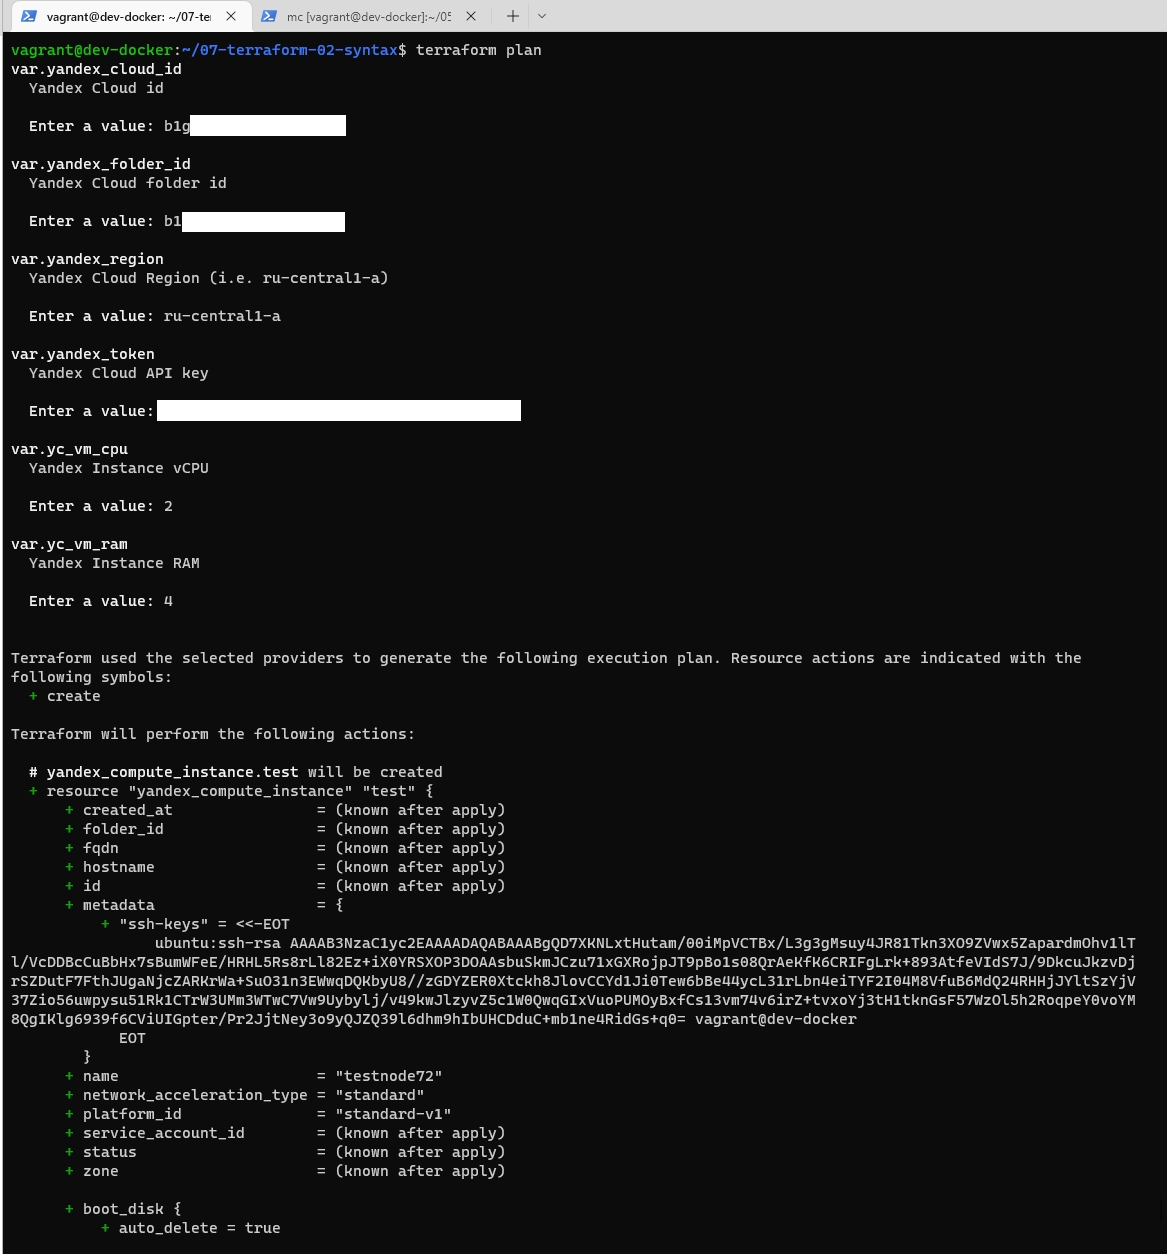 vagrant@dev-docker: ~/07-ter
mc [vagrant@dev-docker]:~/05
vagrant@dev-docker:~/07-terraform-02-syntax$ terraform plan
var.yandex_cloud_id
Yandex Cloud id
Enter a value: b1g
var.yandex_folder_id
Yandex Cloud folder id
Enter a value: b1
var.yandex_region
Yandex Cloud Region (i.e. ru-central1-a)
Enter a value: ru-central1-a
var.yandex_token
Yandex Cloud API key
Enter a value:
var.yc_vm_cpu
Yandex Instance vCPU
Enter a value: 2
var.yc_vm_ram
Yandex Instance RAM
Enter a value: 4
Terraform used the selected providers to generate the following execution plan. Resource actions are indicated with the
following symbols:
+ create
Terraform will perform the following actions:
# yandex_compute_instance.test will be created
+ resource "yandex_compute_instance" "test" {
+ created_at = (known after apply)
+ folder_id = (known after apply)
+ fqdn = (known after apply)
+ hostname = (known after apply)
+ id = (known after apply)
+ metadata = {
+ "ssh-keys" = <<-EOT
ubuntu:ssh-rsa AAAAB3NzaC1yc2EAAAADAQABAAABgQD7XKNLxtHutam/00iMpVCTBx/L3g3gMsuy4JR81Tkn3XO9ZVwx5ZapardmOhv1lT
l/VcDDBcCuBbHx7sBumWFeE/HRHL5Rs8rLl82Ez+iX0YRSXOP3DOAAsbuSkmJCzu71xGXRojpJT9pBo1s08QrAeKfK6CRIFgLrk+893AtfeVIdS7J/9DkcuJkzvDj
rSZDutF7FthJUgaNjcZARKrWa+SuO31n3EWwqDQKbyU8//zGDYZER0Xtckh8JlovCCYd1Ji0Tew6bBe44ycL31rLbn4eiTYF2I04M8VfuB6MdQ24RHHjJYltSzYjV
37Zio56uwpysu51Rk1CTrW3UMm3WTwC7Vw9Uybylj/v49kwJlzyvZ5c1W0QwqGIxVuoPUMOyBxfCs13vm74v6irZ+tvxoYj3tH1tknGsF57WzOl5h2RoqpeY0voYM
8QgIKlg6939f6CViUIGpter/Pr2JjtNey3o9yQJZQ39l6dhm9hIbUHCDduC+mb1ne4RidGs+q0= vagrant@dev-docker
EOT
}
+ name = "testnode72"
+ network_acceleration_type = "standard"
+ platform_id = "standard-v1"
+ service_account_id = (known after apply)
+ status = (known after apply)
+ zone = (known after apply)
+ boot_disk {
+ auto_delete = true